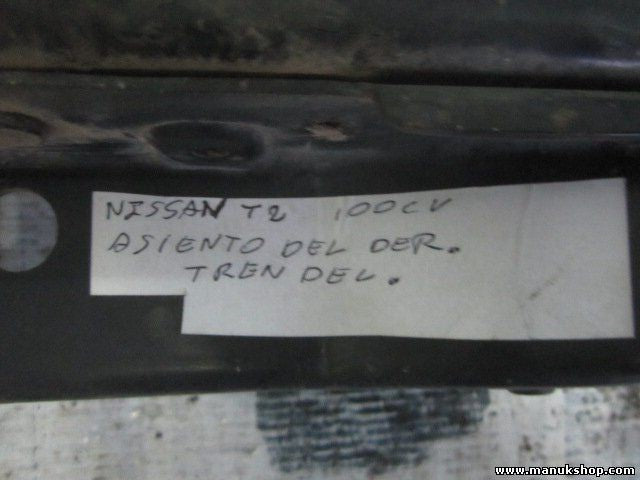 NISSAN T2 100CV
ASIENTO DEL DER.
TREN DEL.
www.manukshop.com